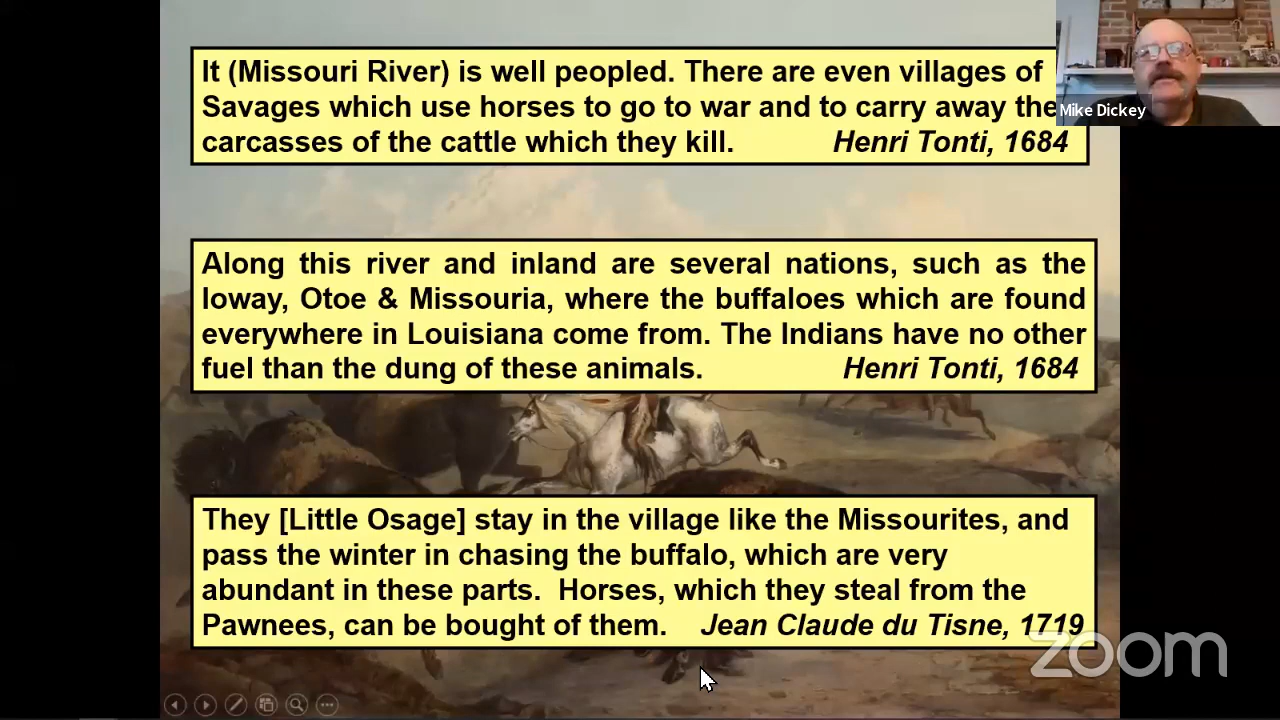 It (Missouri River) is well peopled. There are even villages of
Savages which use horses to go to war and to carry away the
carcasses of the cattle which they kill. Henri Tonti, 1684
Mike Dickey
Along this river and inland are several nations, such as the
Ioway, Otoe & Missouria, where the buffaloes which are found
everywhere in Louisiana come from. The Indians have no other
fuel than the dung of these animals. Henri Tonti, 1684
They [Little Osage] stay in the village like the Missourites, and
pass the winter in chasing the buffalo, which are very
abundant in these parts. Horses, which they steal from the
Pawnees, can be bought of them. Jean Claude du Tisne, 1719
zoom